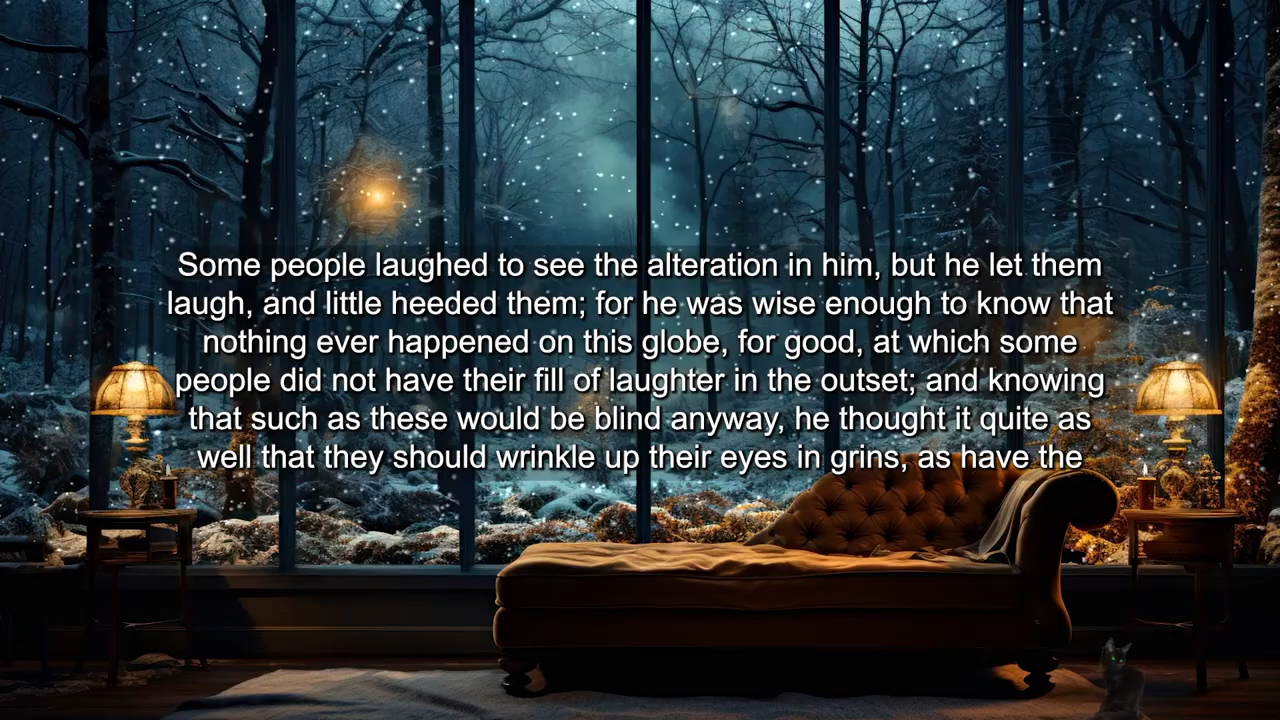 Some people laughed to see the alteration in him, but he let them
laugh, and little heeded them; for he was wise enough to know that
nothing ever happened on this globe, for good, at which some
people did not have their fill of laughter in the outset; and knowing
that such as these would be blind anyway, he thought it quite as
well that they should wrinkle up their eyes in grins, as have the